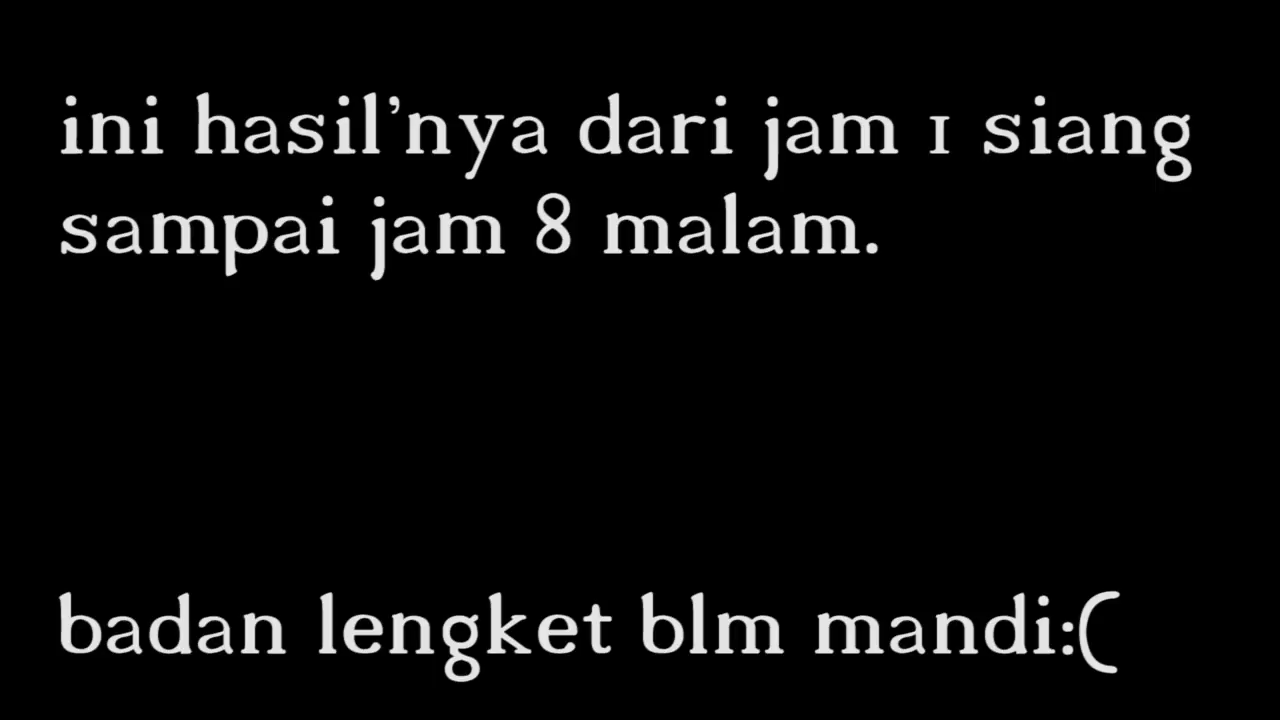 ini hasil'nya dari jam 1 siang
sampai jam 8 malam.
badan lengket blm mandi:(